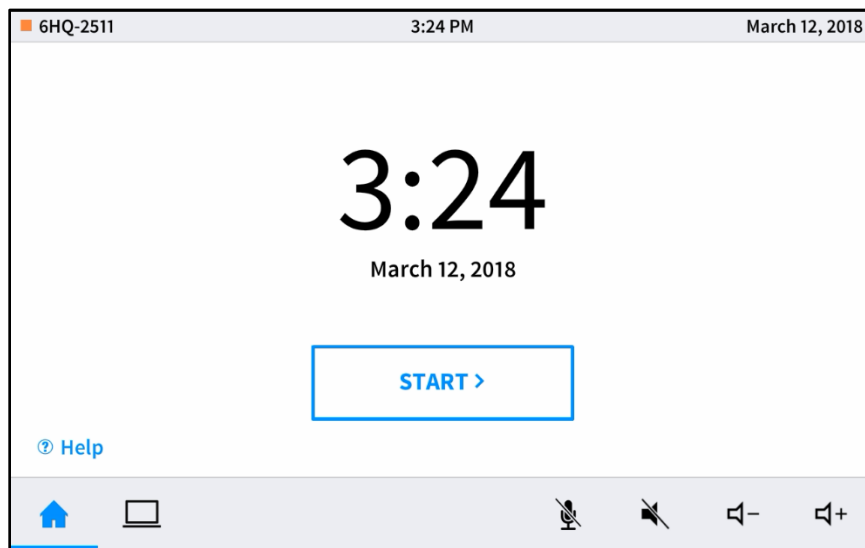 6HQ-2511 3:24 PM March 12, 2018
3:24
March 12, 2018
START >
? Help